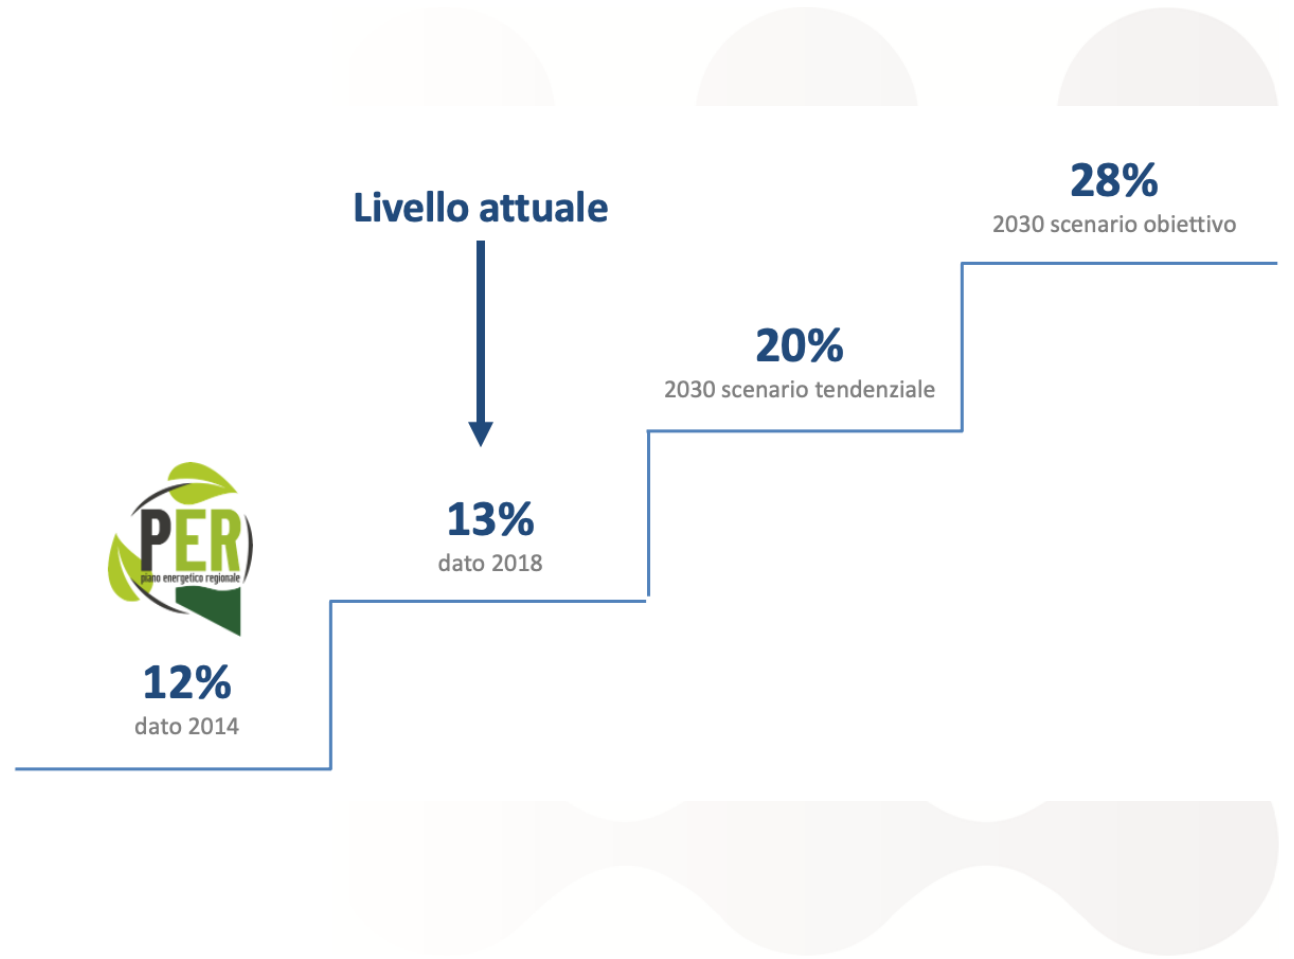 28%
2030 scenario obiettivo
Livello attuale
20%
2030 scenario tendenziale
13%
dato 2018
PER
piano energetico regionale
12%
dato 2014